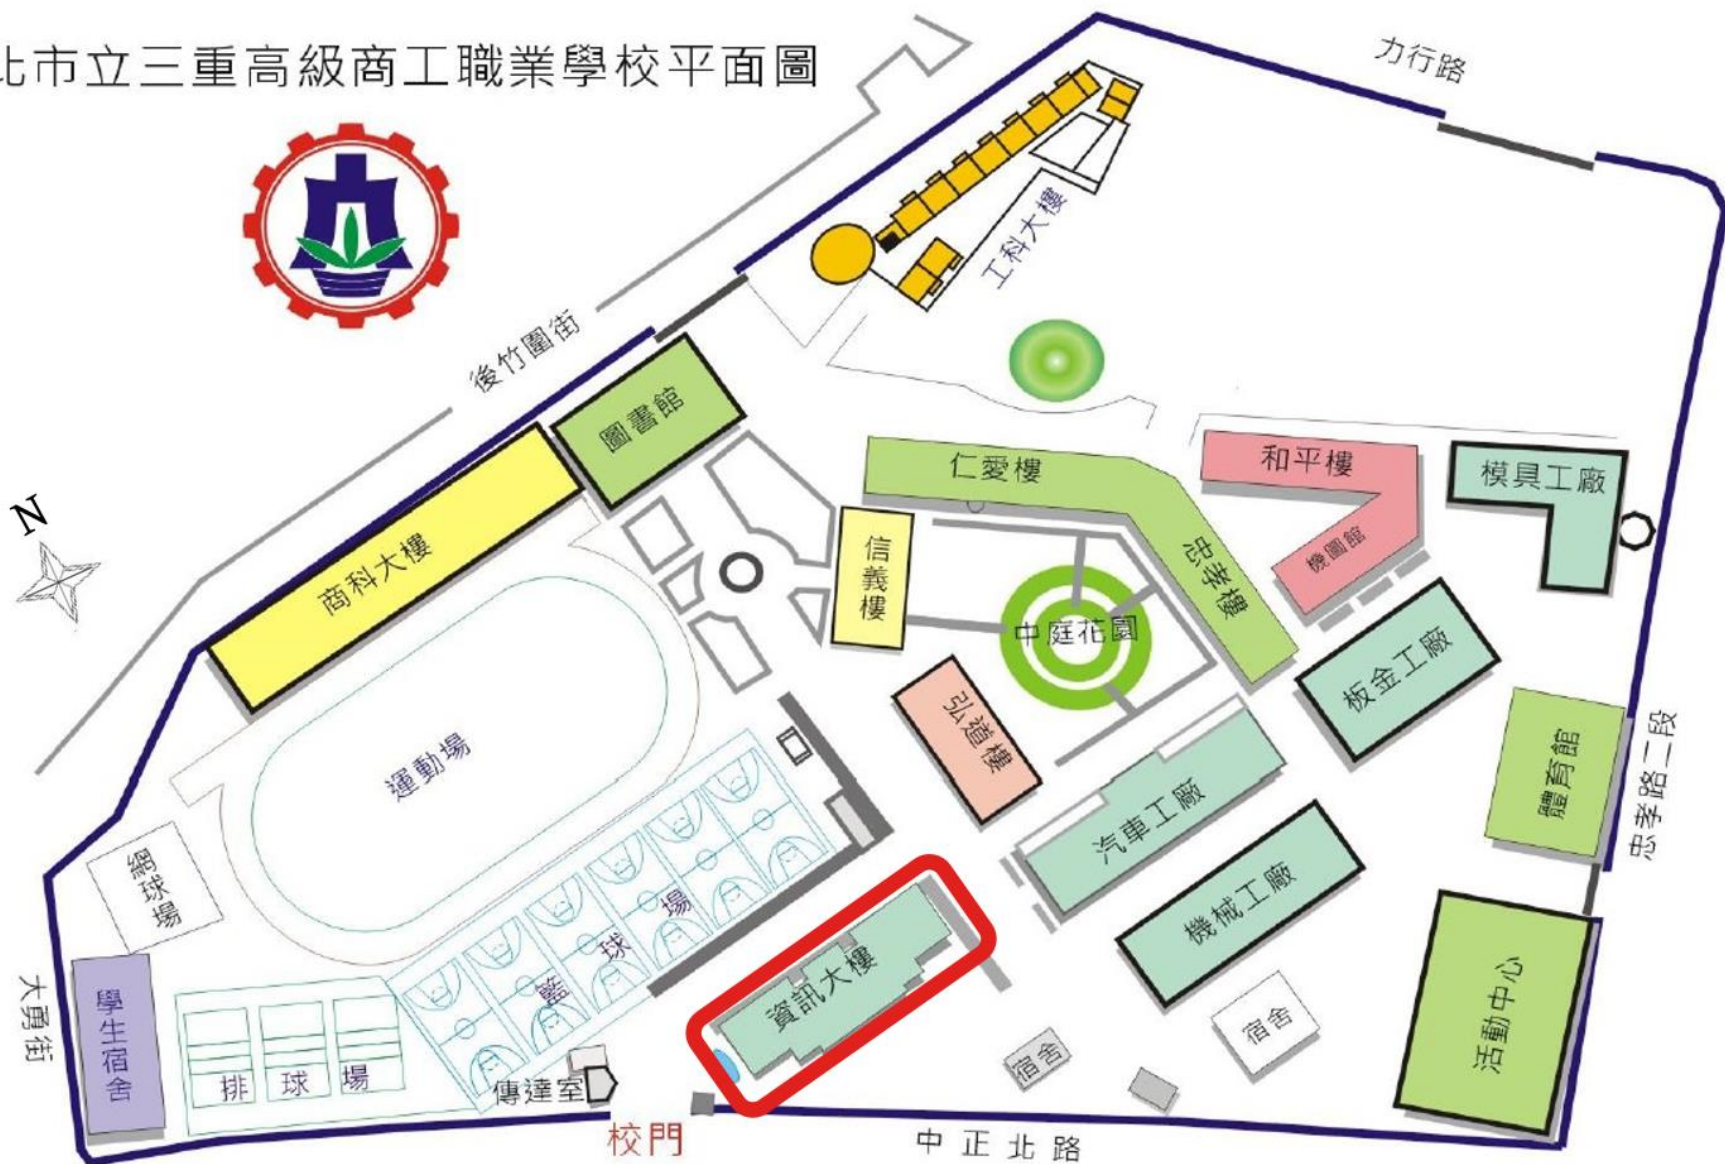 北市立三重高級商工職業學校平面圖
力行路
工科大樓
後竹圍街
圖書館
仁愛樓
和平樓
模具工廠
N
商科大樓
信義樓
忠孝樓
機圖館
中庭花園
板金工廠
弘道樓
運動場
體育館
忠孝路二段
汽車工廠
網球場
機械工廠
籃球場
資訊大樓
活動中心
大勇街
學生宿舍
排球場
宿舍
宿舍
傳達室
校門
中正北路